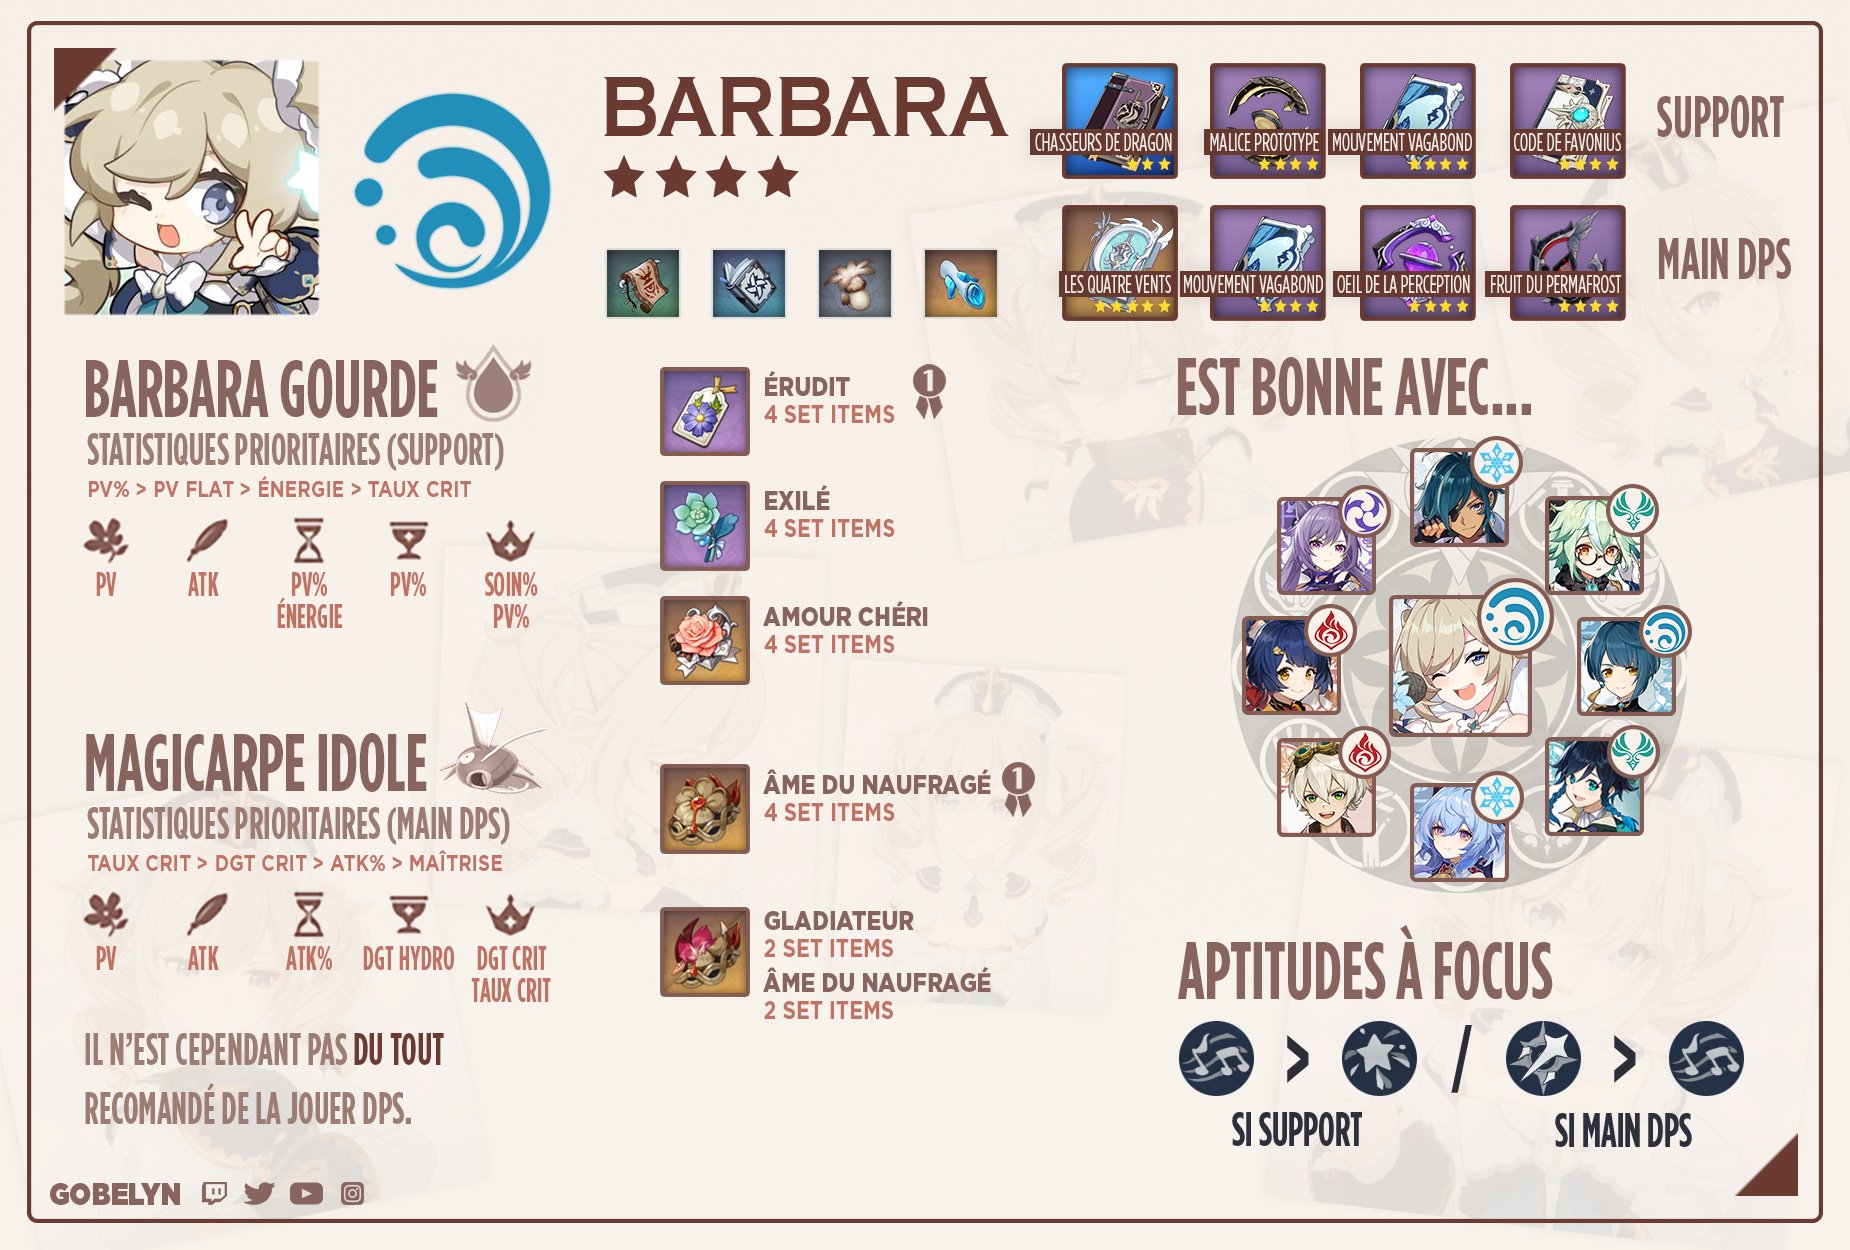 BARBARA
CHASSEURS DE DRAGON
MALICE PROTOTYPE
MOUVEMENT VAGABOND
CODE DE FAVONIUS
SUPPORT
LES QUATRE VENTS
MOUVEMENT VAGABOND
OEIL DE LA PERCEPTION
FRUIT DU PERMAFROST
MAIN DPS
BARBARA GOURDE
STATISTIQUES PRIORITAIRES (SUPPORT)
PV% > PV FLAT > ÉNERGIE > TAUX CRIT
PV
ATK
PV%
ÉNERGIE
PV%
SOIN%
PV%
MAGICARPE IDOLE
STATISTIQUES PRIORITAIRES (MAIN DPS)
TAUX CRIT > DGT CRIT > ATK% > MAÎTRISE
PV
ATK
ATK%
DGT HYDRO
DGT CRIT
TAUX CRIT
IL N'EST CEPENDANT PAS DU TOUT
RECOMANDÉ DE LA JOUER DPS.
ÉRUDIT
1
4 SET ITEMS
EXILÉ
4 SET ITEMS
AMOUR CHÉRI
4 SET ITEMS
ÂME DU NAUFRAGÉ
1
4 SET ITEMS
GLADIATEUR
2 SET ITEMS
ÂME DU NAUFRAGÉ
2 SET ITEMS
EST BONNE AVEC...
APTITUDES À FOCUS
> / >
SI SUPPORT
SI MAIN DPS
GOBELYN